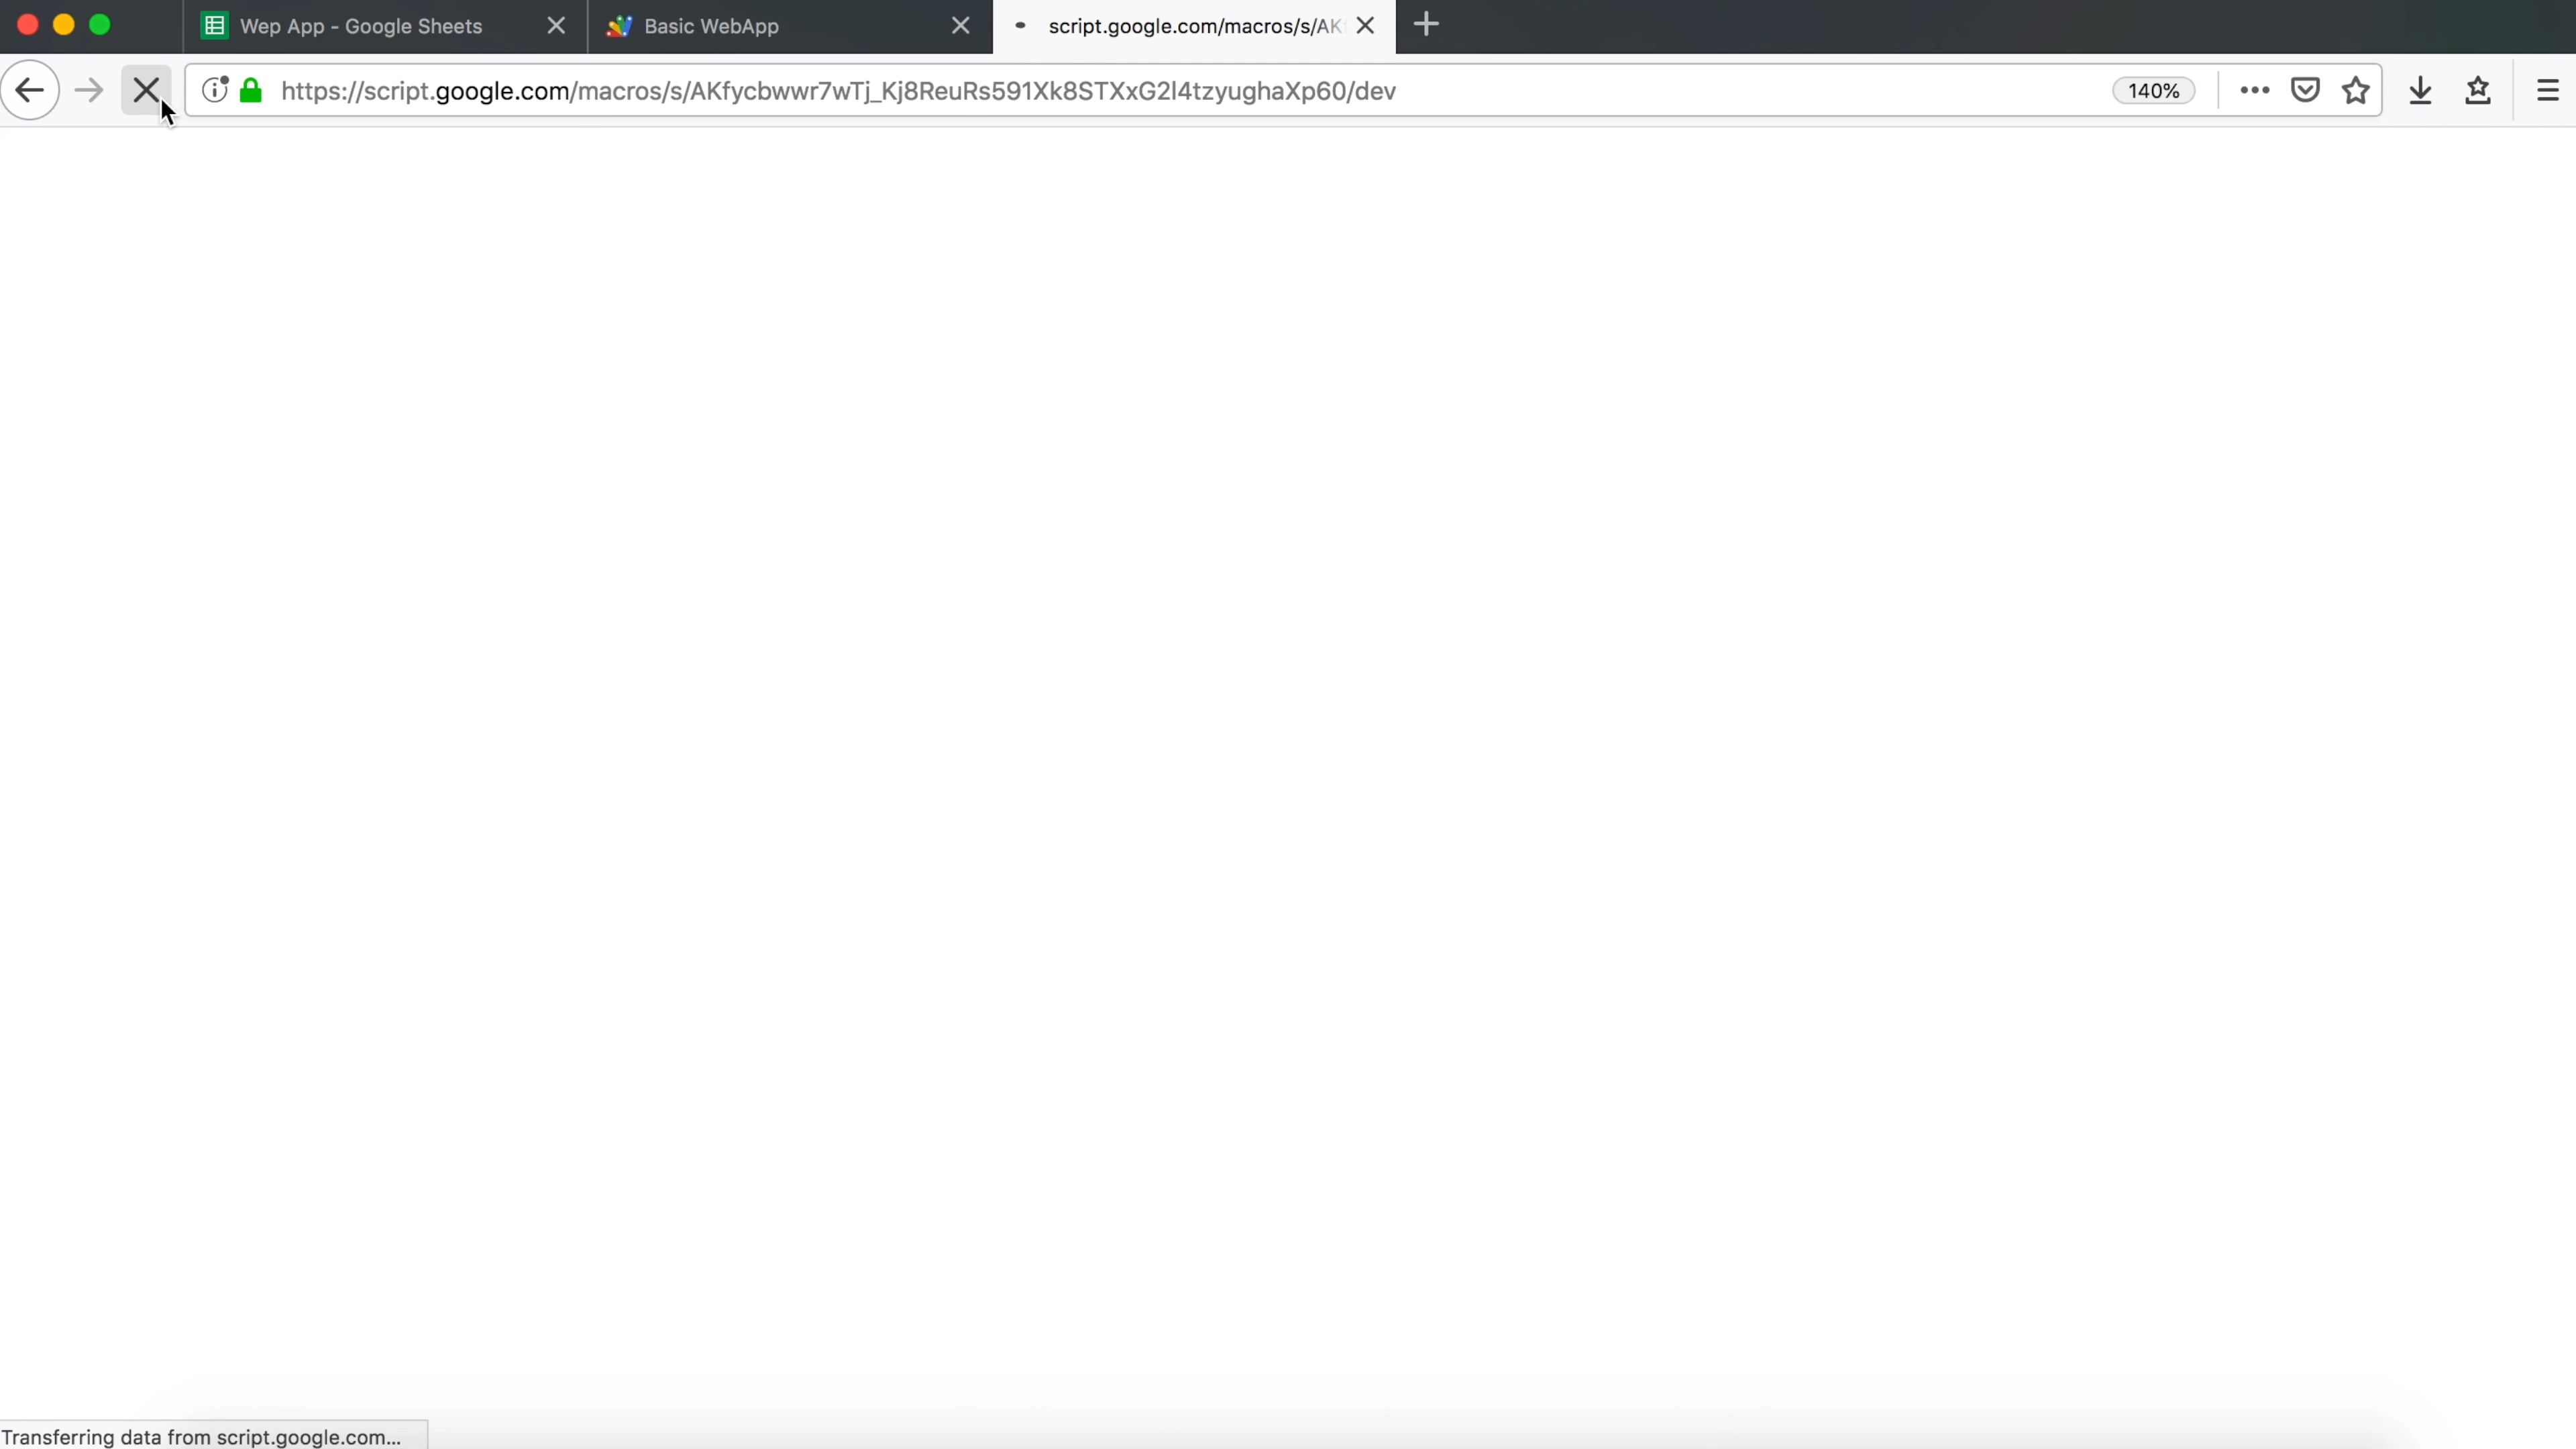 Wep App - Google Sheets
Basic WebApp
script.google.com/macros/s/AK
https://script.google.com/macros/s/AKfycbwwr7wTj_Kj8ReuRs591Xk8STXxG2l4tzyughaXp60/dev
140%
Transferring data from script.google.com...